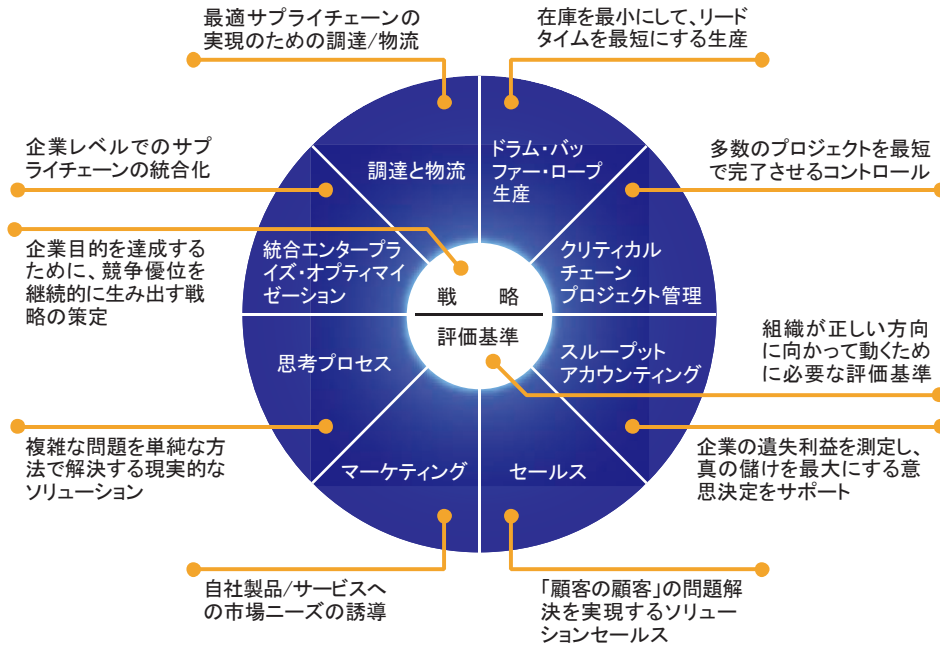 最適サプライチェーンの
実現のための調達/物流
在庫を最小にして、リード
タイムを最短にする生産
企業レベルでのサプ
ライチェーンの統合化
調達と物流
ドラム・バッ
ファー・ロープ
生産
多数のプロジェクトを最短
で完了させるコントロール
企業目的を達成する
ために、競争優位を
継続的に生み出す戦
略の策定
統合エンタープラ
イズ・オプティマイ
ゼーション
クリティカル
チェーン
プロジェクト管理
戦 略
評価基準
思考プロセス
スループット
アカウンティング
組織が正しい方向
に向かって動くため
に必要な評価基準
複雑な問題を単純な方
法で解決する現実的な
ソリューション
マーケティング
セールス
企業の遺失利益を測定し、
真の儲けを最大にする意
思決定をサポート
自社製品/サービスへ
の市場ニーズの誘導
「顧客の顧客」の問題解
決を実現するソリュー
ションセールス